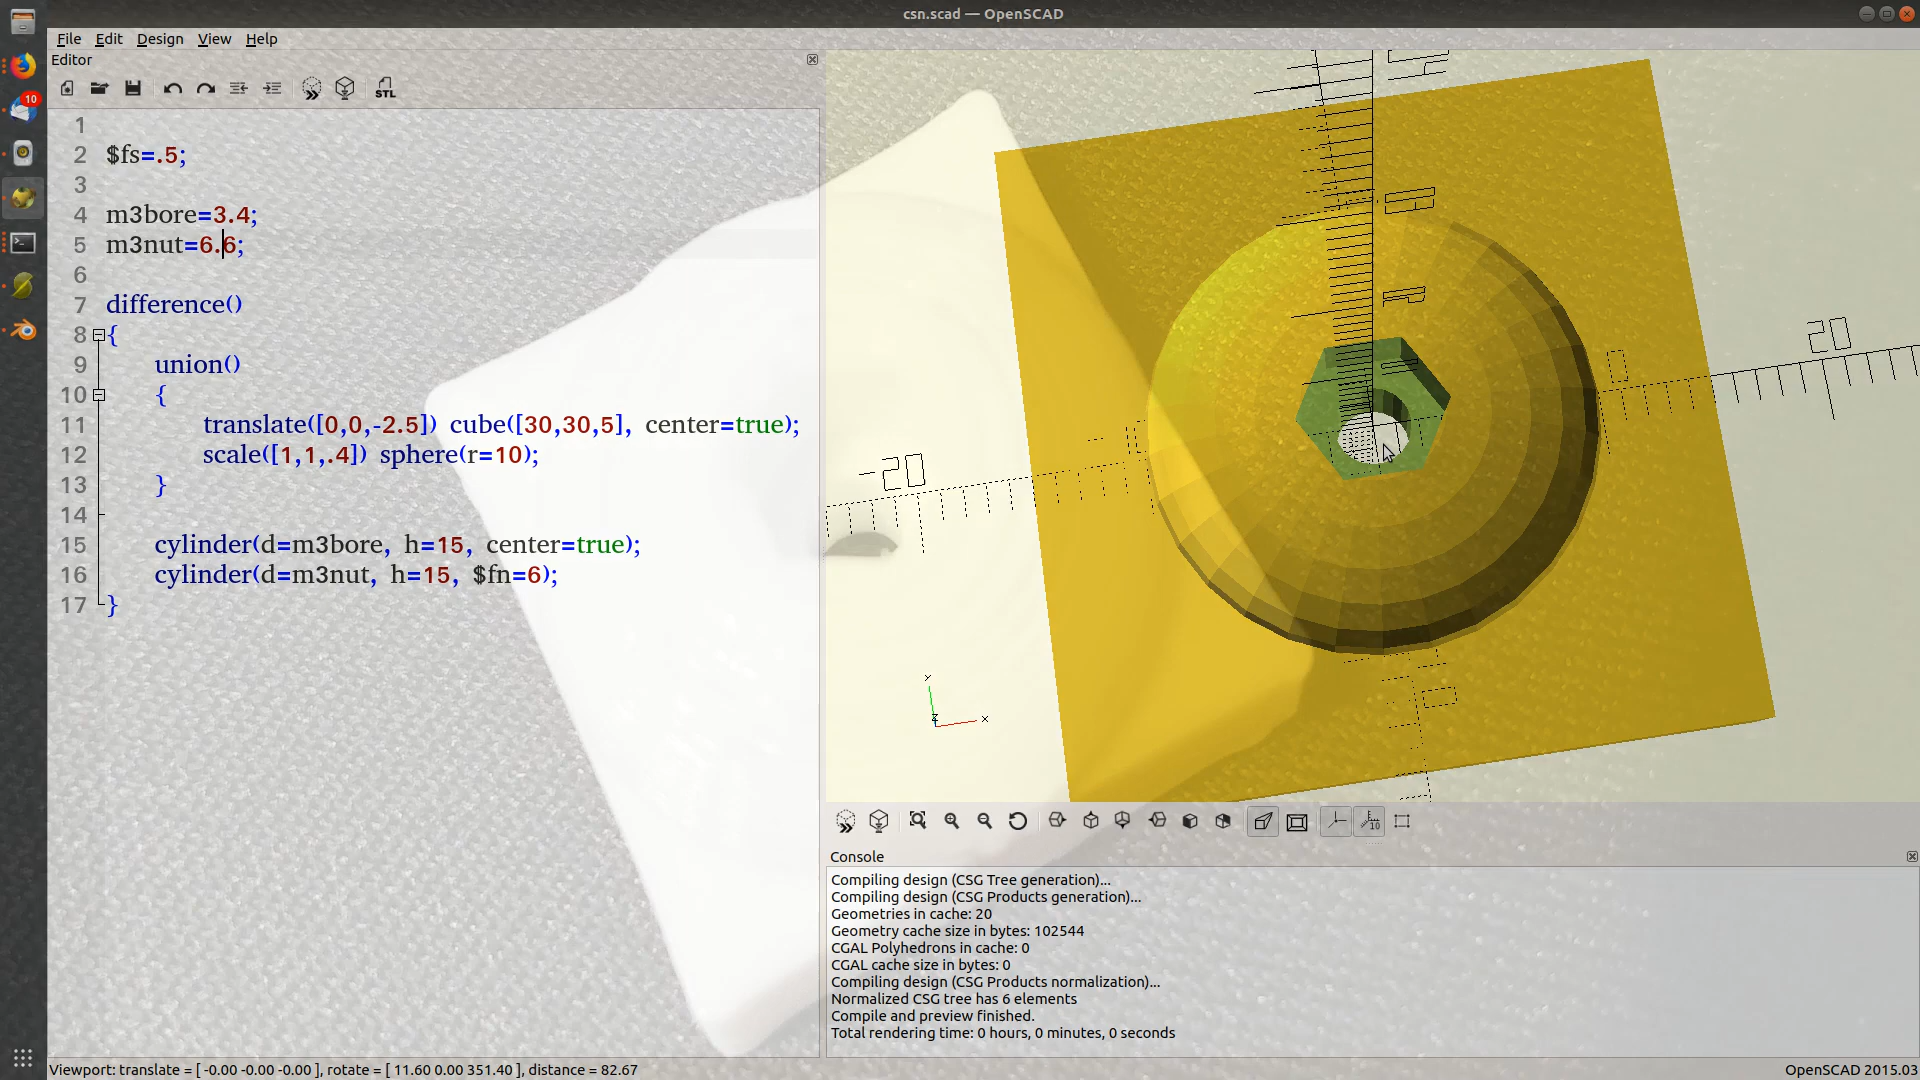 csn.scad — OpenSCAD
File Edit Design View Help
Editor
STL
10
1
2 $fs=.5;
3
4 m3bore=3.4;
5 m3nut=6.6;
6
7 difference()
8 {
9 union()
10 {
11 translate([0,0,-2.5]) cube([30,30,5], center=true);
12 scale([1,1,.4]) sphere(r=10);
13 }
14
15 cylinder(d=m3bore, h=15, center=true);
16 cylinder(d=m3nut, h=15, $fn=6);
17 }
20
-20
y
z
x
10
Console
Compiling design (CSG Tree generation)...
Compiling design (CSG Products generation)...
Geometries in cache: 20
Geometry cache size in bytes: 102544
CGAL Polyhedrons in cache: 0
CGAL cache size in bytes: 0
Compiling design (CSG Products normalization)...
Normalized CSG tree has 6 elements
Compile and preview finished.
Total rendering time: 0 hours, 0 minutes, 0 seconds
Viewport: translate = [ -0.00 -0.00 -0.00 ], rotate = [ 11.60 0.00 351.40 ], distance = 82.67
OpenSCAD 2015.03